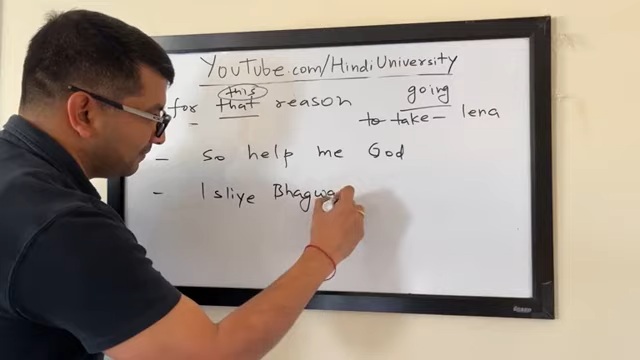 YouTube.com/HindiUniversity
this going
for that reason
to take - lena
- so help me God
- Isliye Bhagwa